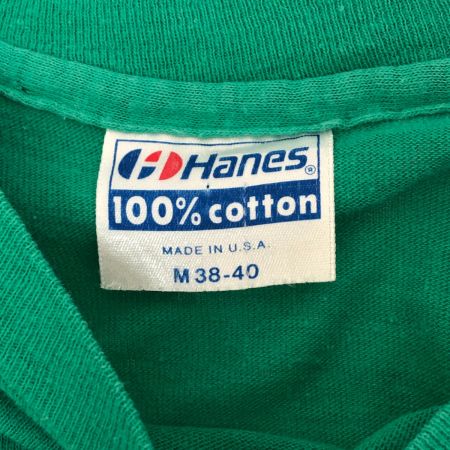 Hanes®
100% cotton
MADE IN U.S.A.
M 38-40